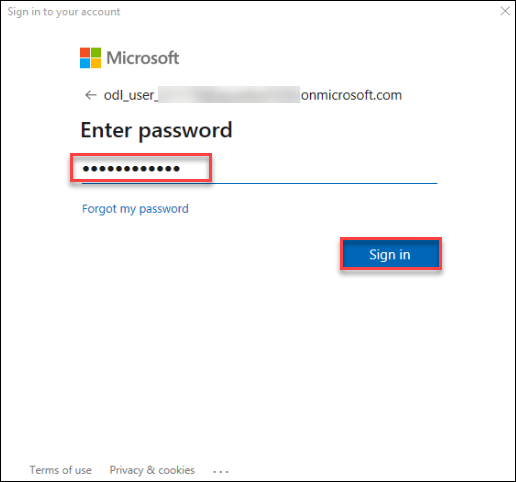 Sign in to your account
Microsoft
odl_user_ onmicrosoft.com
Enter password
••••••••••••
Forgot my password
Sign in
Terms of use Privacy & cookies ...